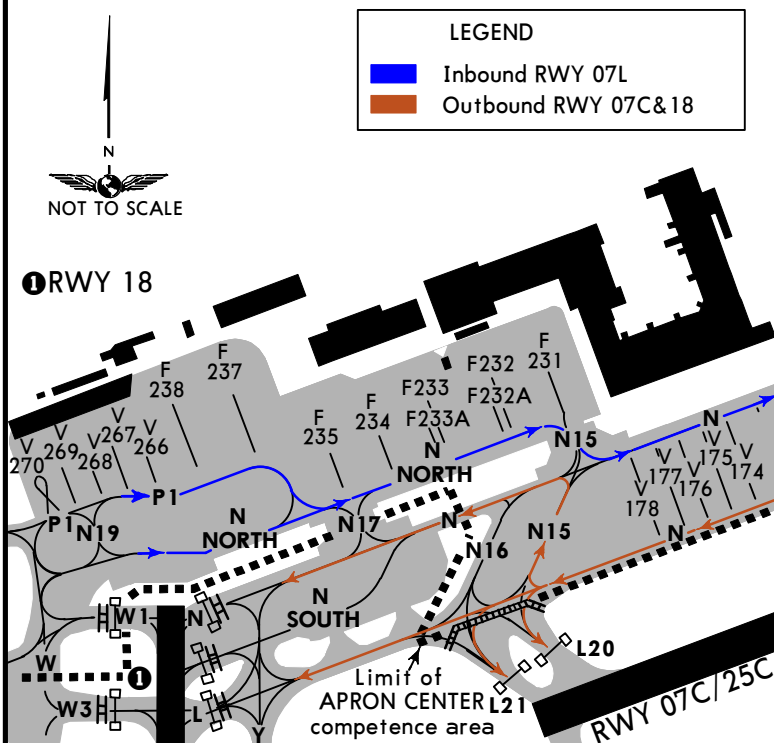 LEGEND
Inbound RWY 07L
Outbound RWY 07C&18
N
NOT TO SCALE
❶RWY 18
F
238
F
237
F
235
F
234
F233
F233A
F232
F232A
F
231
V
270
V
269
V
268
V
267
V
266
P1
P1
N19
N
NORTH
N17
N
NORTH
N15
N
V
178
V
177
V
176
V
175
V
174
N
N16
N15
N
N
SOUTH
W1
N
W
❶
W3
L
Y
Limit of
APRON CENTER
competence area
L21
L20
RWY 07C/25C